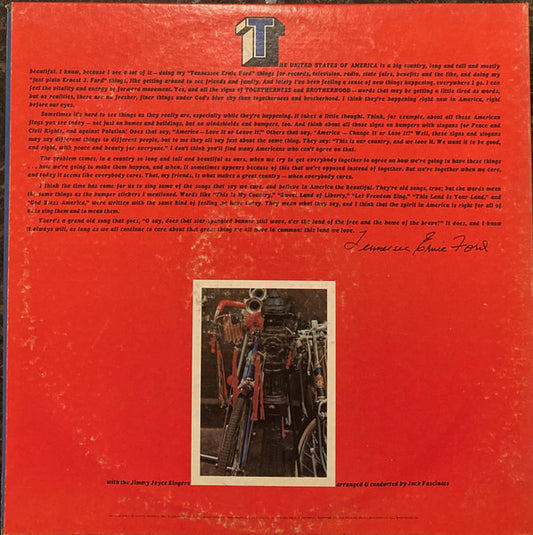 THE UNITED STATES OF AMERICA is a big country, long and tall and mostly
beautiful. I know, because I see a lot of it — doing my "Tennessee Ernie Ford" things for records, television, radio, state fairs, benefits and the like, and doing my
"just plain Ernest J. Ford" things, like getting around to see friends and family. And lately I've been feeling a sense of new things happening, everywhere I go. I can
feel the vitality and energy to forward movement. Yes, and all the signs of TOGETHERNESS and BROTHERHOOD — words that may be getting a little tired as words,
but as realities, there are no fresher, finer things under God's blue sky than togetherness and brotherhood. I think they're happening right now in America, right
before our eyes.
Sometimes it's hard to see things as they really are, especially while they're happening. It takes a little thought. Think, for example, about all those American
flags you see today — not just on homes and buildings, but on windshields and bumpers, too. And think about all those signs on bumpers with slogans for Peace and
Civil Rights, and against Polution! Does that say, "America — Love It or Leave It." Others that say, "America — Change It or Lose It!" Well, these signs and slogans
may say different things to different people, but to me they all say just about the same thing. They say: "This is our country, and we love it. We want it to be good,
and right, with peace and beauty for everyone." I don't think you'll find many Americans who can't agree on that.
The problem comes, in a country so long and tall and beautiful as ours, when we try to get everybody together to agree on how we're going to have these things
. . . how we're going to make them happen, and when. It sometimes appears because of this that we're opposed instead of together. But we're together when we care,
and today it seems like everybody cares. That, my friends, is what makes a great country — when everybody cares.
I think the time has come for us to sing some of the songs that say we care, and believe in America the Beautiful. They're old songs, true; but the words mean
the same things as the bumper stickers I mentioned. Words like "This Is My Country," "Sweet Land of Liberty," "Let Freedom Sing," "This Land Is Your Land," and
"God Bless America," were written with the same kind of feeling we have today. They mean what they say, and I think that the spirit in America is right for all of
us to sing them and to mean them.
There's a grand old song that goes, "O say, does that star-spangled banner still wave, o'er the land of the free and the home of the brave?" It does, and I know
it always will, as long as we all continue to care about that great thing we all have in common: this land we love.
Tennessee Ernie Ford
with the Jimmy Joyce Singers
arranged & conducted by Jack Fascinato